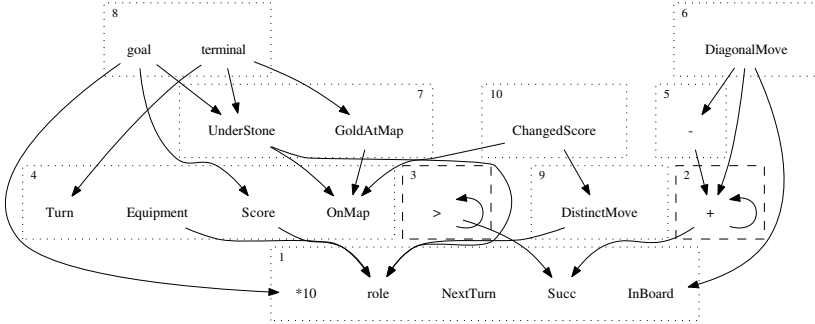 8
6
goal terminal
DiagonalMove
7
10
5
UnderStone GoldAtMap
ChangedScore
-
4
3
9
2
Turn Equipment Score OnMap
>
DistinctMove
+
1
*10 role NextTurn Succ InBoard